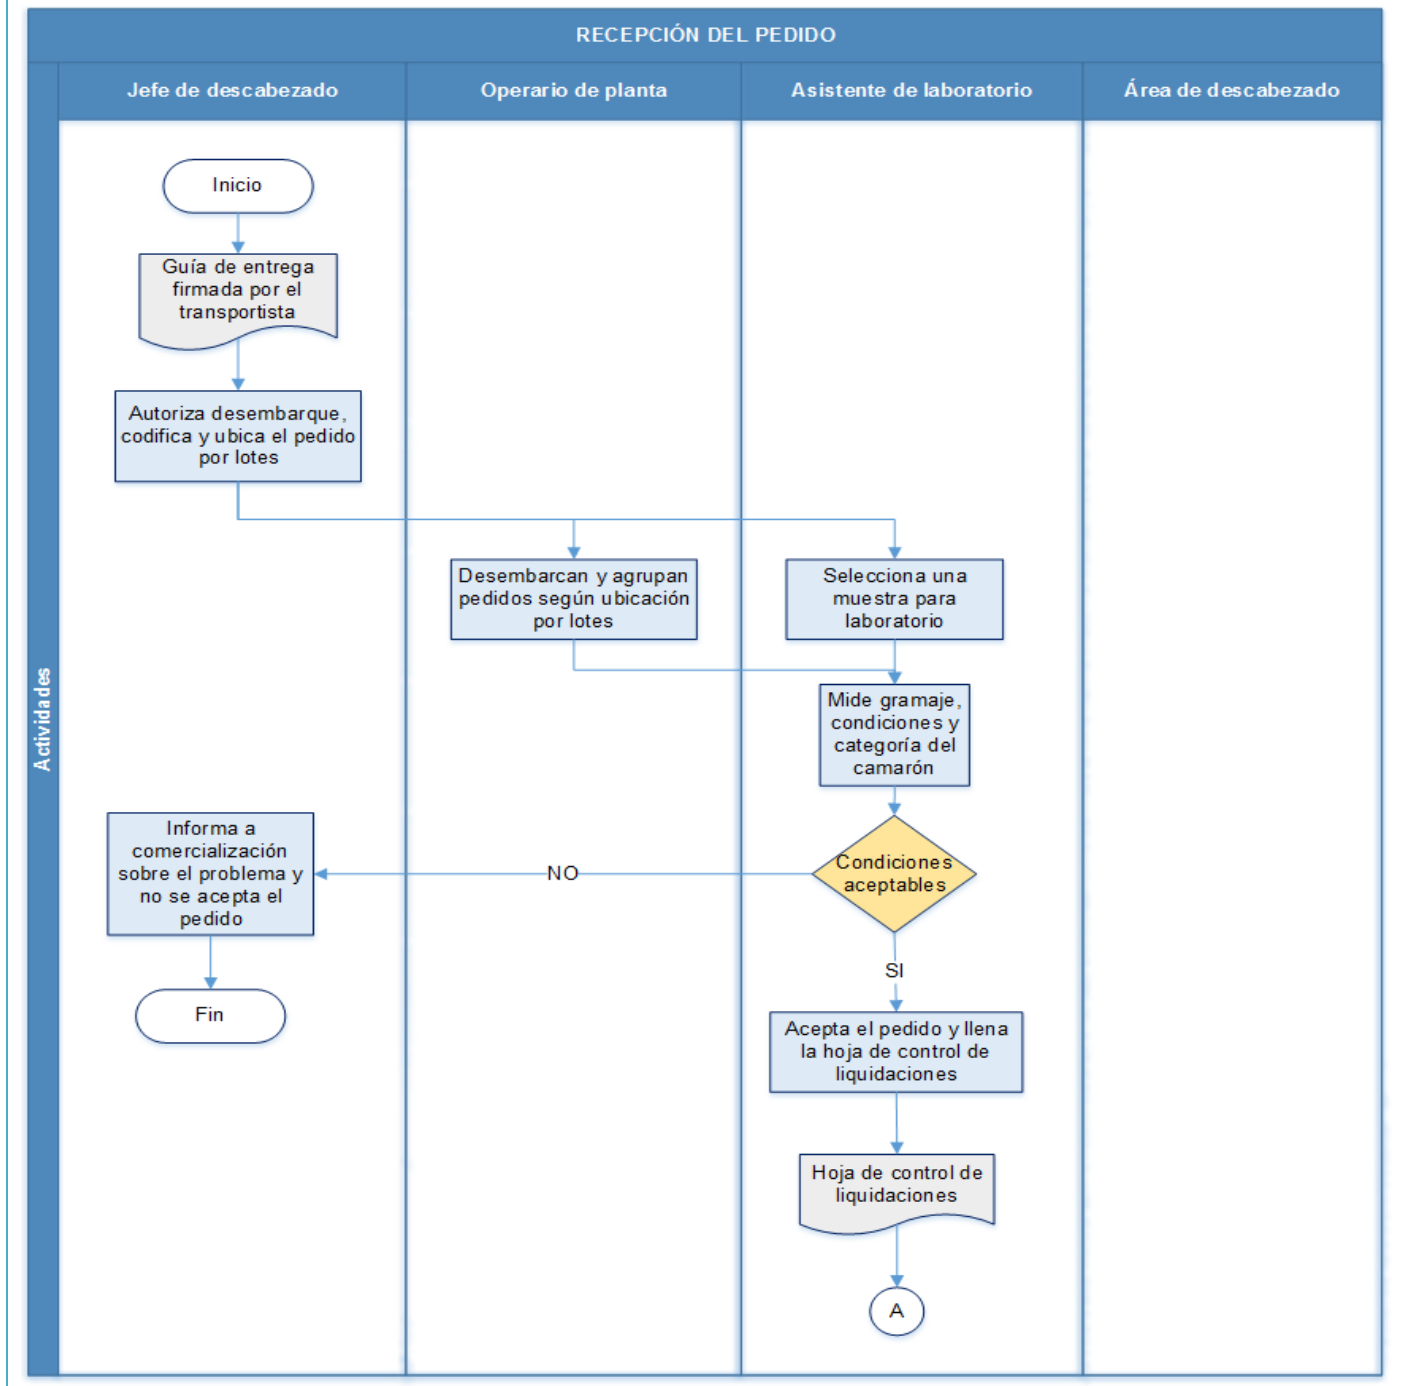 RECEPCIÓN DEL PEDIDO
Jefe de descabezado
Operario de planta
Asistente de laboratorio
Área de descabezado
Actividades
Inicio
Guía de entrega
firmada por el
transportista
Autoriza desembarque,
codifica y ubica el pedido
por lotes
Desembarcan y agrupan
pedidos según ubicación
por lotes
Selecciona una
muestra para
laboratorio
Mide gramaje,
condiciones y
categoría del
camarón
Condiciones
aceptables
NO
Informa a
comercialización
sobre el problema y
no se acepta el
pedido
Fin
SI
Acepta el pedido y llena
la hoja de control de
liquidaciones
Hoja de control de
liquidaciones
A